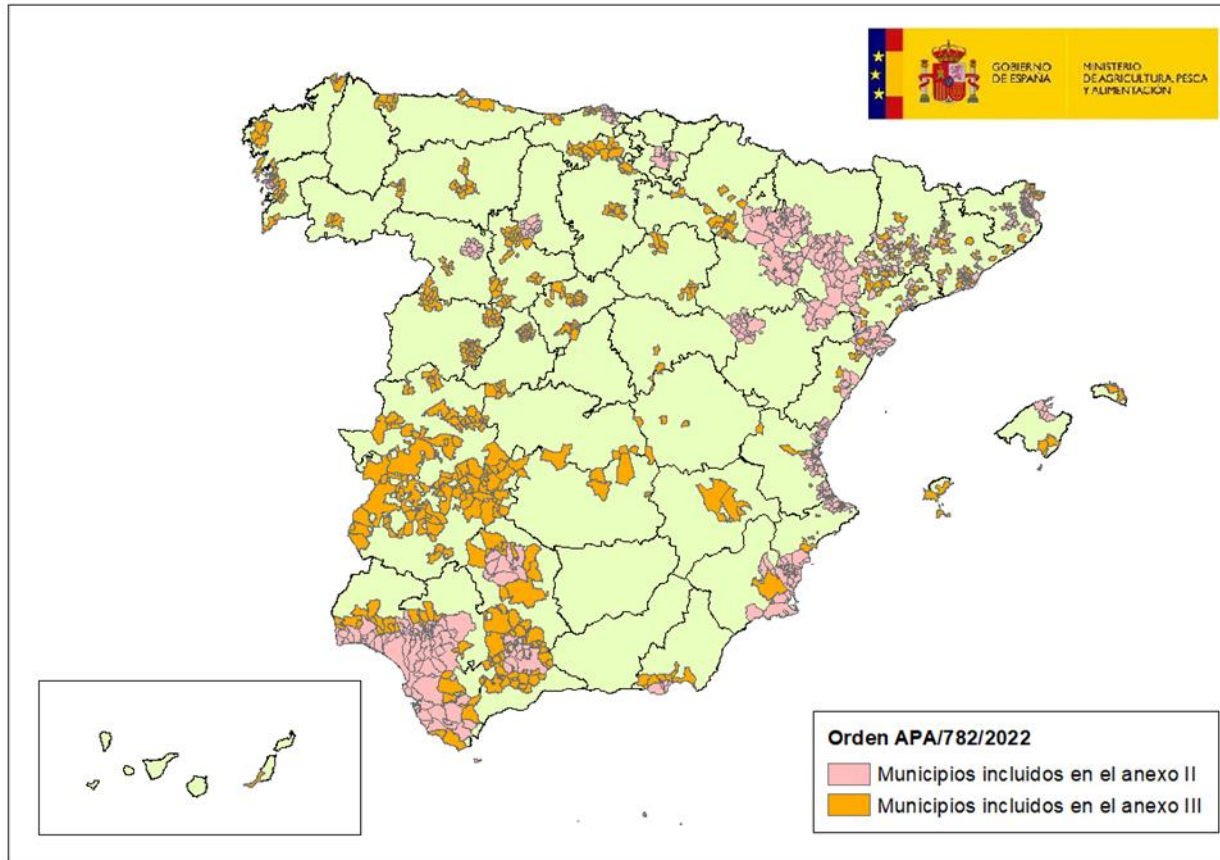 GOBIERNO
DE ESPAÑA
MINISTERIO
DE AGRICULTURA, PESCA
Y ALIMENTACIÓN
Orden APA/782/2022
Municipios incluidos en el anexo II
Municipios incluidos en el anexo III